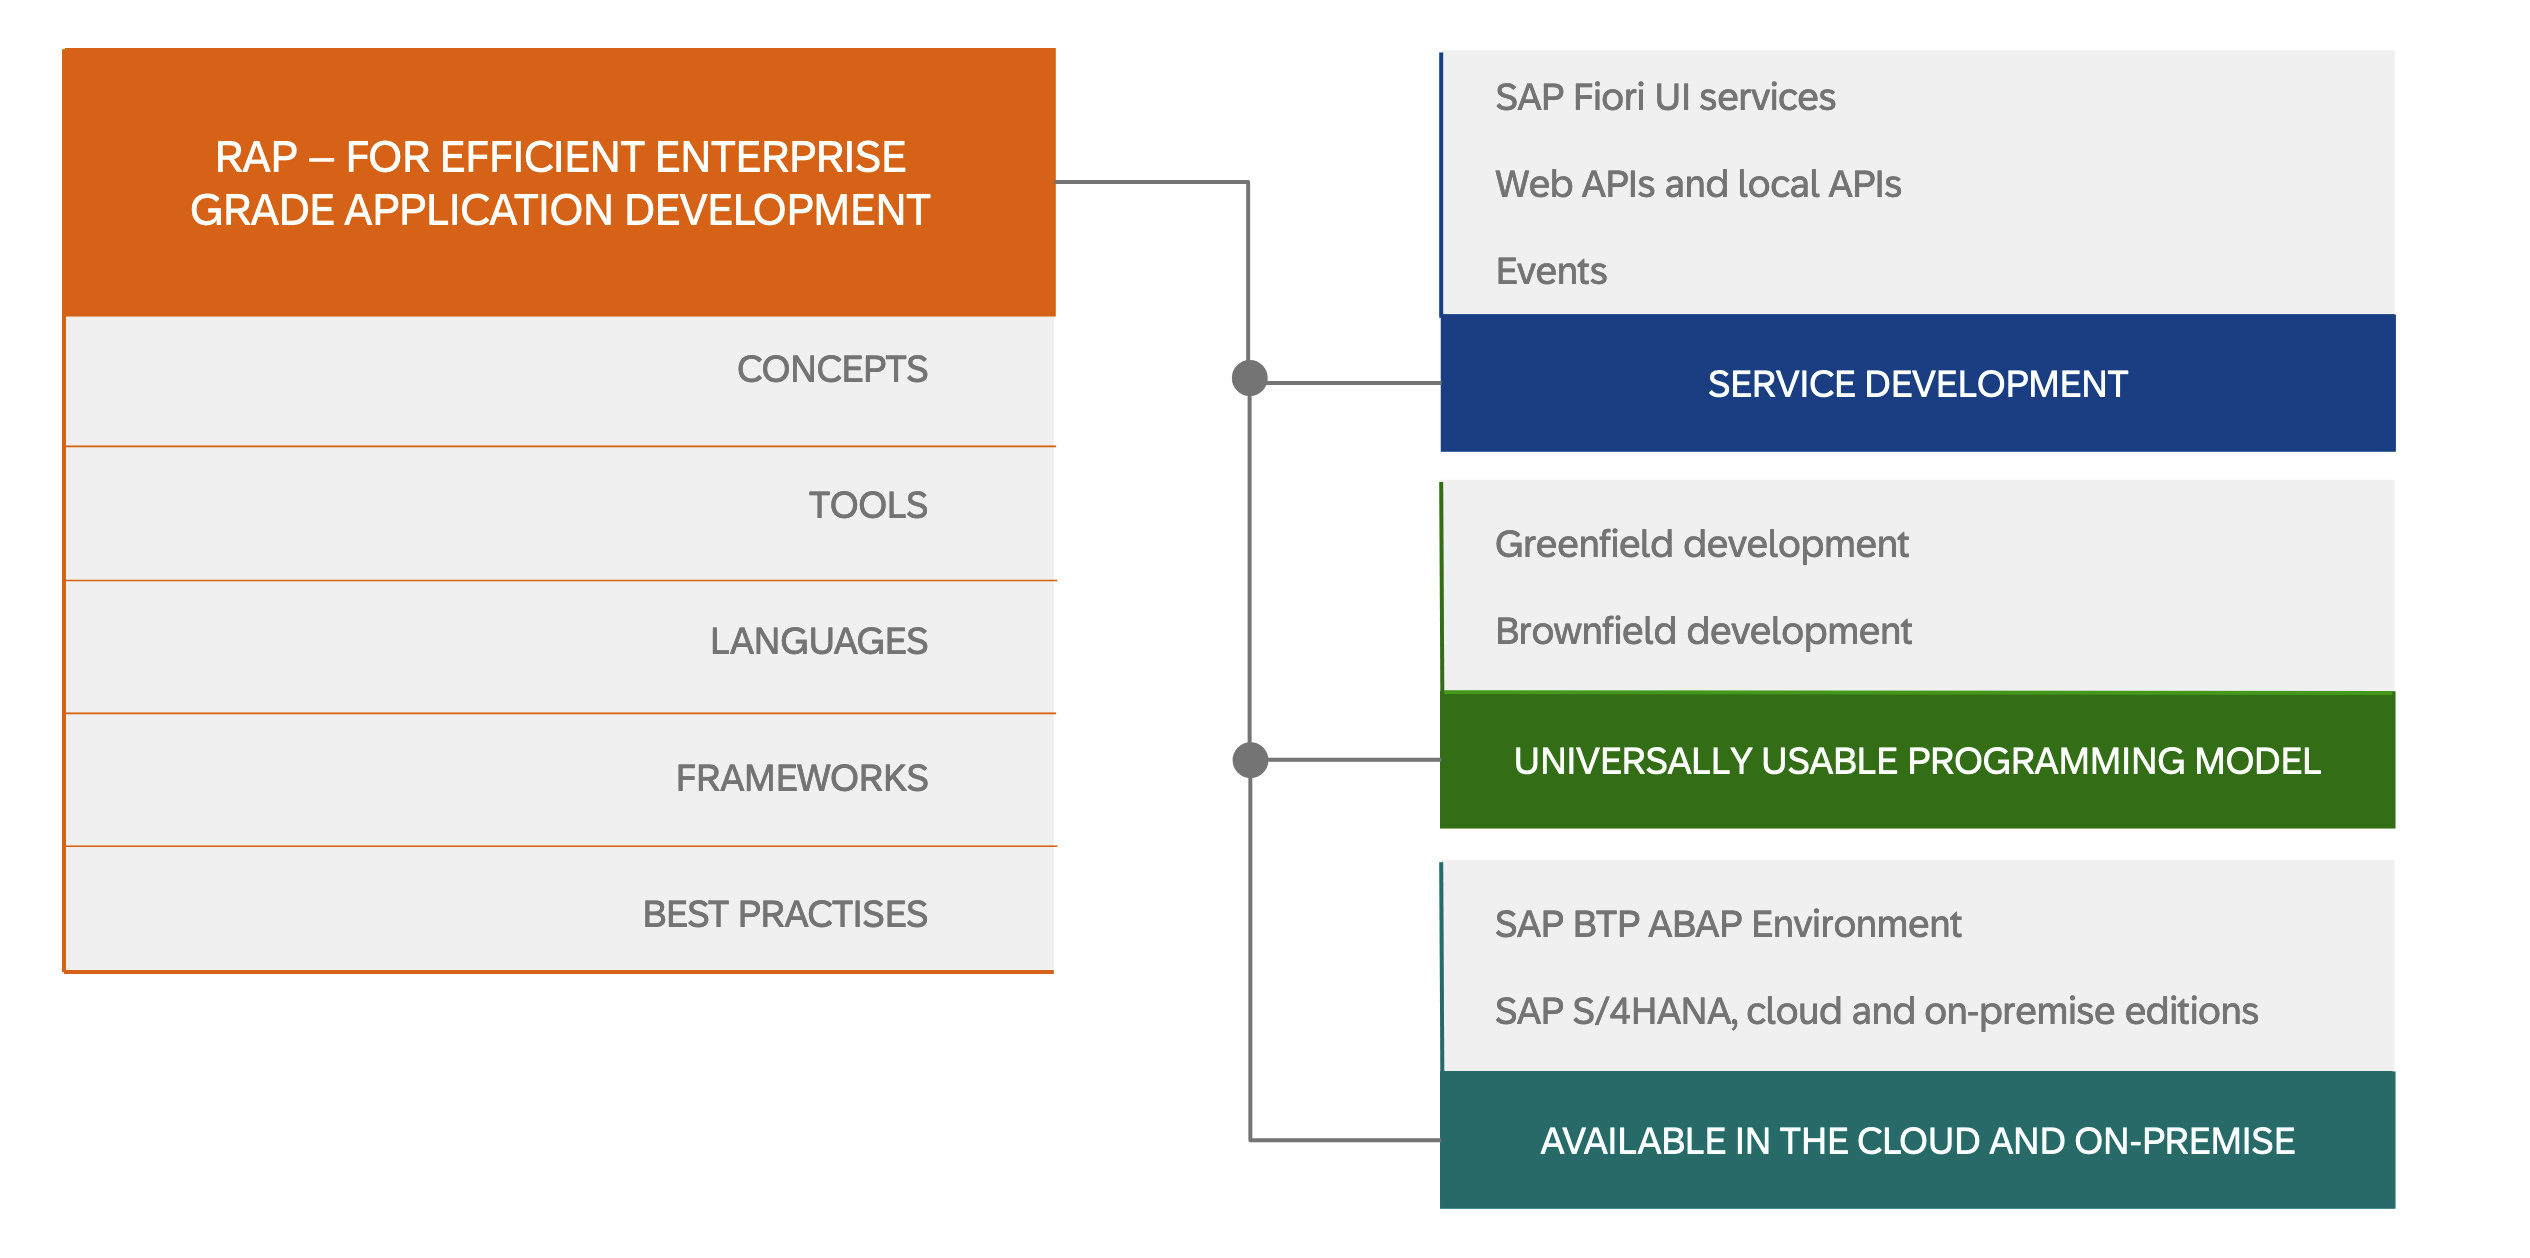 RAP – FOR EFFICIENT ENTERPRISE
GRADE APPLICATION DEVELOPMENT
CONCEPTS
TOOLS
LANGUAGES
FRAMEWORKS
BEST PRACTISES
SAP Fiori UI services
Web APIs and local APIs
Events
SERVICE DEVELOPMENT
Greenfield development
Brownfield development
UNIVERSALLY USABLE PROGRAMMING MODEL
SAP BTP ABAP Environment
SAP S/4HANA, cloud and on-premise editions
AVAILABLE IN THE CLOUD AND ON-PREMISE